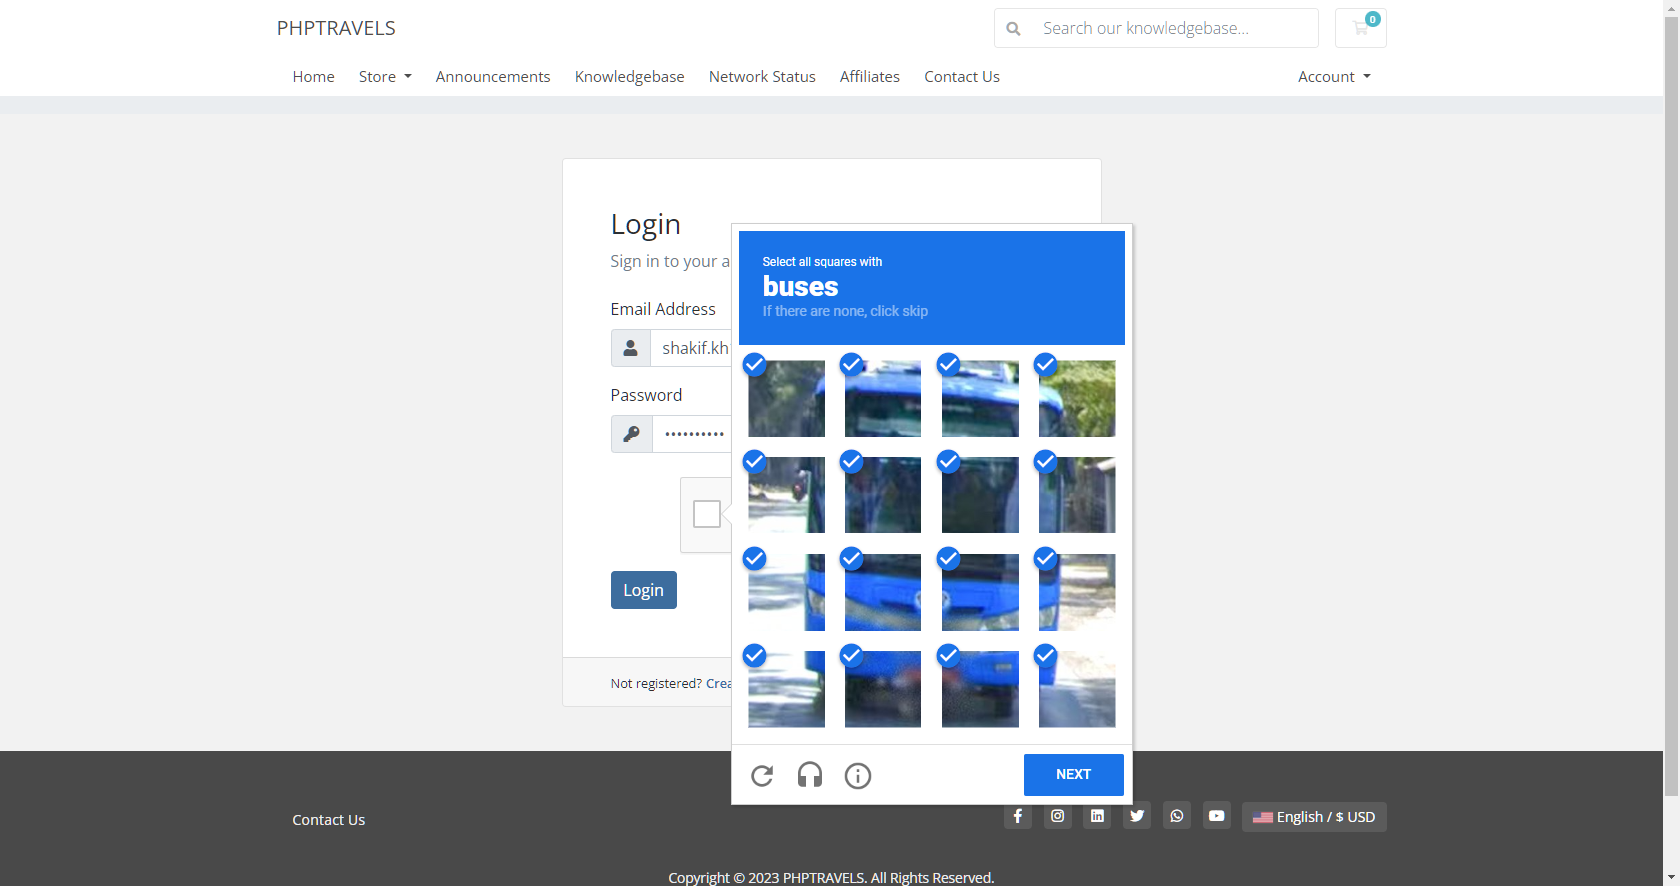 PHPTRAVELS
Search our knowledgebase...
0
Home Store Announcements Knowledgebase Network Status Affiliates Contact Us Account
Login
Sign in to your a
Email Address
shakif.kh
Password
••••••••••
Login
Not registered? Crea
Select all squares with
buses
If there are none, click skip
NEXT
Contact Us
English / $ USD
Copyright © 2023 PHPTRAVELS. All Rights Reserved.